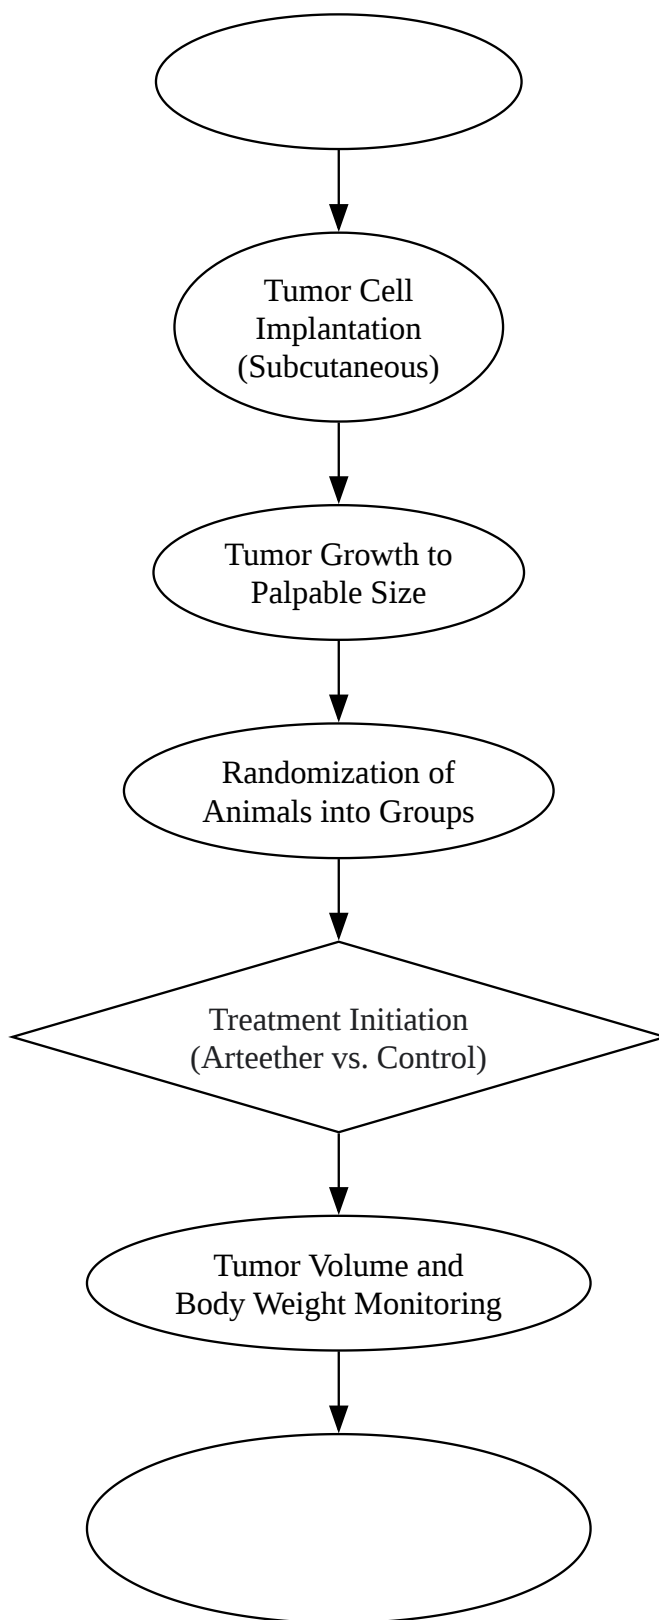 Tumor Cell
Implantation
(Subcutaneous)
Tumor Growth to
Palpable Size
Randomization of
Animals into Groups
Treatment Initiation
(Arteether vs. Control)
Tumor Volume and
Body Weight Monitoring